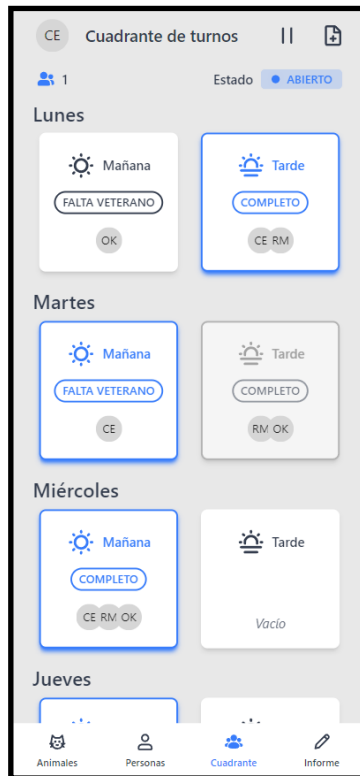 CE Cuadrante de turnos
1 Estado ABIERTO
Lunes
Mañana Tarde
FALTA VETERANO COMPLETO
OK CE RM
Martes
Mañana Tarde
FALTA VETERANO COMPLETO
CE RM OK
Miércoles
Mañana Tarde
COMPLETO
CE RM OK Vacío
Jueves
Animales Personas Cuadrante Informe